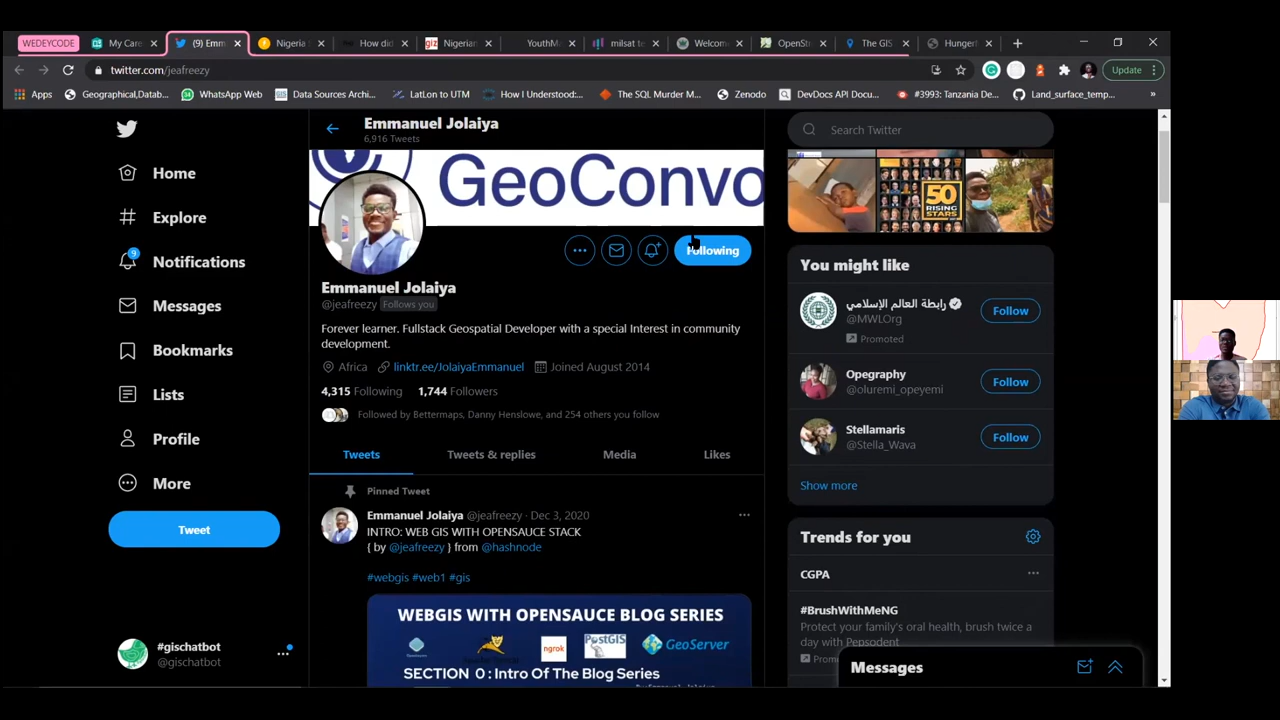 WEDEYCODE
My Care
(9) Emm
Nigeria S
How did
Nigerian
YouthMa
milsat te
Welcom
OpenStr
The GIS
HungerM
twitter.com/jeafreezy
Update
Apps
Geographical,Datab...
WhatsApp Web
Data Sources Archi...
LatLon to UTM
How I Understood:...
The SQL Murder M...
Zenodo
DevDocs API Docu...
#3993: Tanzania De...
Land_surface_temp...
»
Emmanuel Jolaiya
6,916 Tweets
Search Twitter
Home
Explore
9
Notifications
Messages
Bookmarks
Lists
Profile
More
Tweet
#gischatbot
@gischatbot
GeoConvo
Following
Emmanuel Jolaiya
@jeafreezy Follows you
Forever learner. Fullstack Geospatial Developer with a special Interest in community
development.
Africa linktr.ee/JolaiyaEmmanuel Joined August 2014
4,315 Following 1,744 Followers
Followed by Bettermaps, Danny Henslowe, and 254 others you follow
Tweets
Tweets & replies
Media
Likes
Pinned Tweet
Emmanuel Jolaiya @jeafreezy · Dec 3, 2020
INTRO: WEB GIS WITH OPENSAUCE STACK
{ by @jeafreezy } from @hashnode
#webgis #web1 #gis
WEBGIS WITH OPENSAUCE BLOG SERIES
ngrok
PostGIS
GeoServer
SECTION 0 : Intro Of The Blog Series
50
RISING
STARS
You might like
رابطة العالم الإسلامي
@MWLOrg
Promoted
Follow
Opegraphy
@oluremi_opeyemi
Follow
Stellamaris
@Stella_Wava
Follow
Show more
Trends for you
CGPA
#BrushWithMeNG
Protect your family's oral health, brush twice a
day with Pepsodent
Promo
Messages